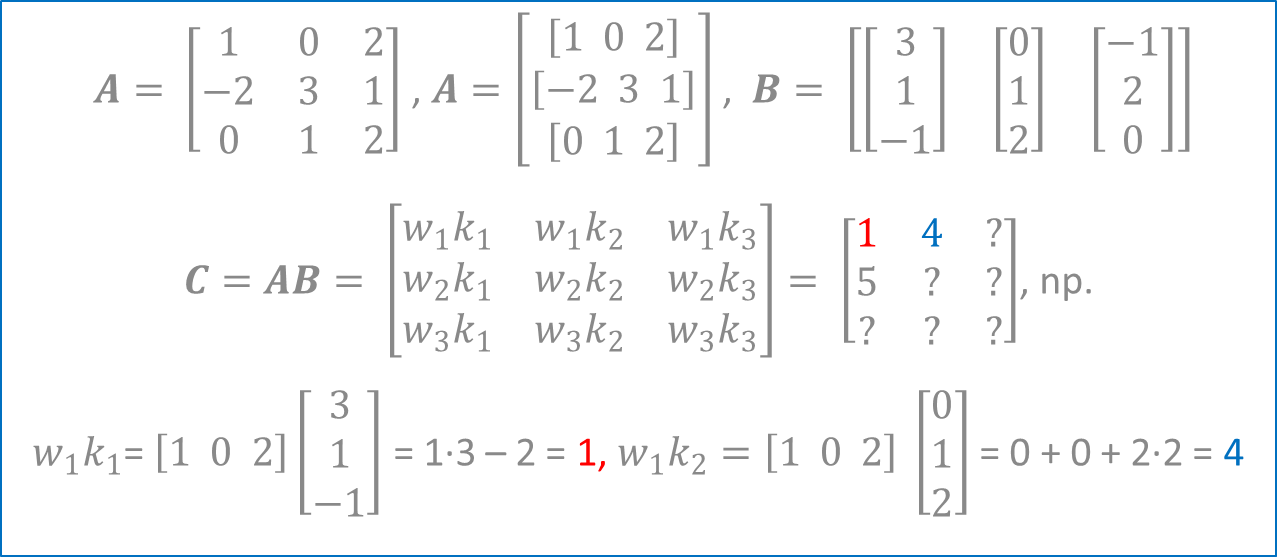 A = [1 0 2; −2 3 1; 0 1 2], A = [[1 0 2]; [−2 3 1]; [0 1 2]], B = [[3; 1; −1] [0; 1; 2] [−1; 2; 0]]
C = AB = [w₁k₁ w₁k₂ w₁k₃; w₂k₁ w₂k₂ w₂k₃; w₃k₁ w₃k₂ w₃k₃] = [1 4 ?; 5 ? ?; ? ? ?], np.
w₁k₁= [1 0 2] [3; 1; −1] = 1·3 – 2 = 1, w₁k₂ = [1 0 2] [0; 1; 2] = 0 + 0 + 2·2 = 4